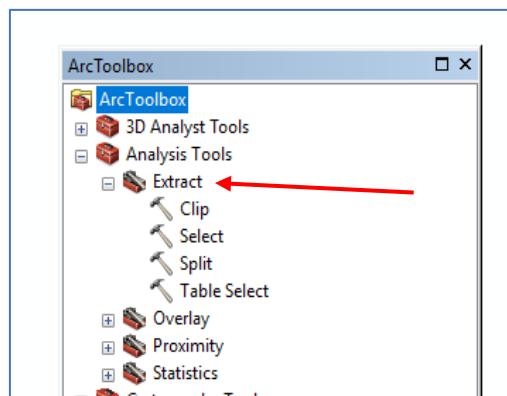 ArcToolbox
ArcToolbox
3D Analyst Tools
Analysis Tools
Extract
Clip
Select
Split
Table Select
Overlay
Proximity
Statistics